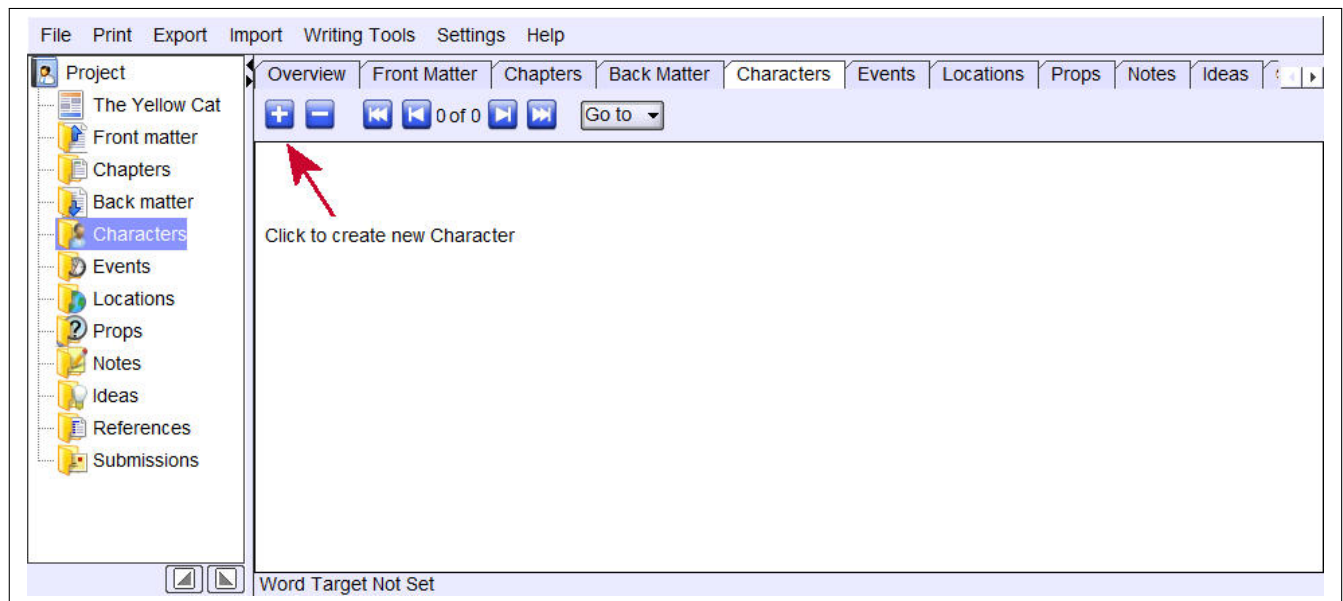 File Print Export Import Writing Tools Settings Help
Project
The Yellow Cat
Front matter
Chapters
Back matter
Characters
Events
Locations
Props
Notes
Ideas
References
Submissions
Overview Front Matter Chapters Back Matter Characters Events Locations Props Notes Ideas
0 of 0 Go to
Click to create new Character
Word Target Not Set